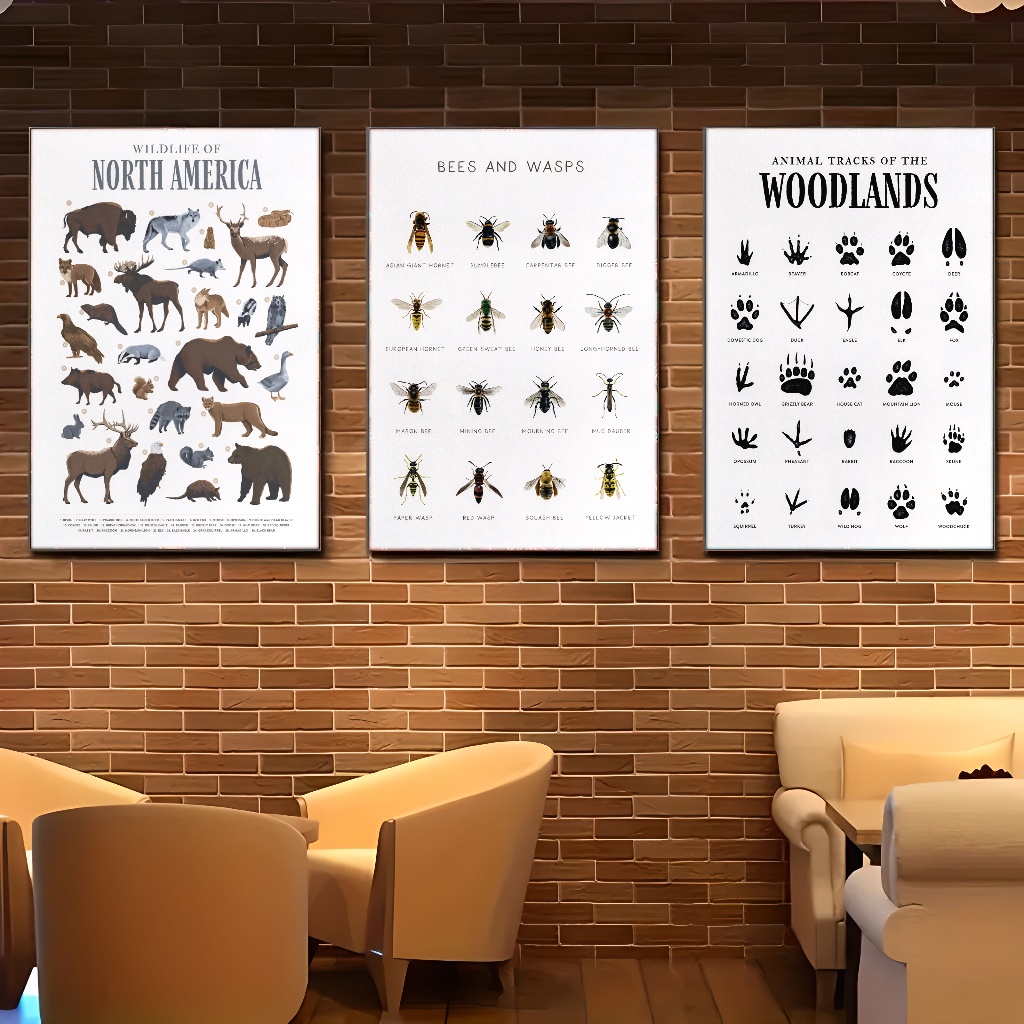 WILDLIFE OF
NORTH AMERICA
BEES AND WASPS
ASIAN GIANT HORNET BUMBLEBEE CARPENTAR BEE DIGGER BEE
EUROPEAN HORNET GREEN SWEAT BEE HONEY BEE LONG-HORNED BEE
MASON BEE MINING BEE MOURNING BEE MUD DAUBER
PAPER WASP RED WASP SQUASH BEE YELLOW JACKET
ANIMAL TRACKS OF THE
WOODLANDS
ARMADILLO BEAVER BOBCAT COYOTE DEER
DOMESTIC DOG DUCK EAGLE ELK FOX
HORNED OWL GRIZZLY BEAR HOUSE CAT MOUNTAIN LION MOUSE
OPOSSUM PHEASANT RABBIT RACCOON SKUNK
SQUIRREL TURKEY WILD HOG WOLF WOODCHUCK